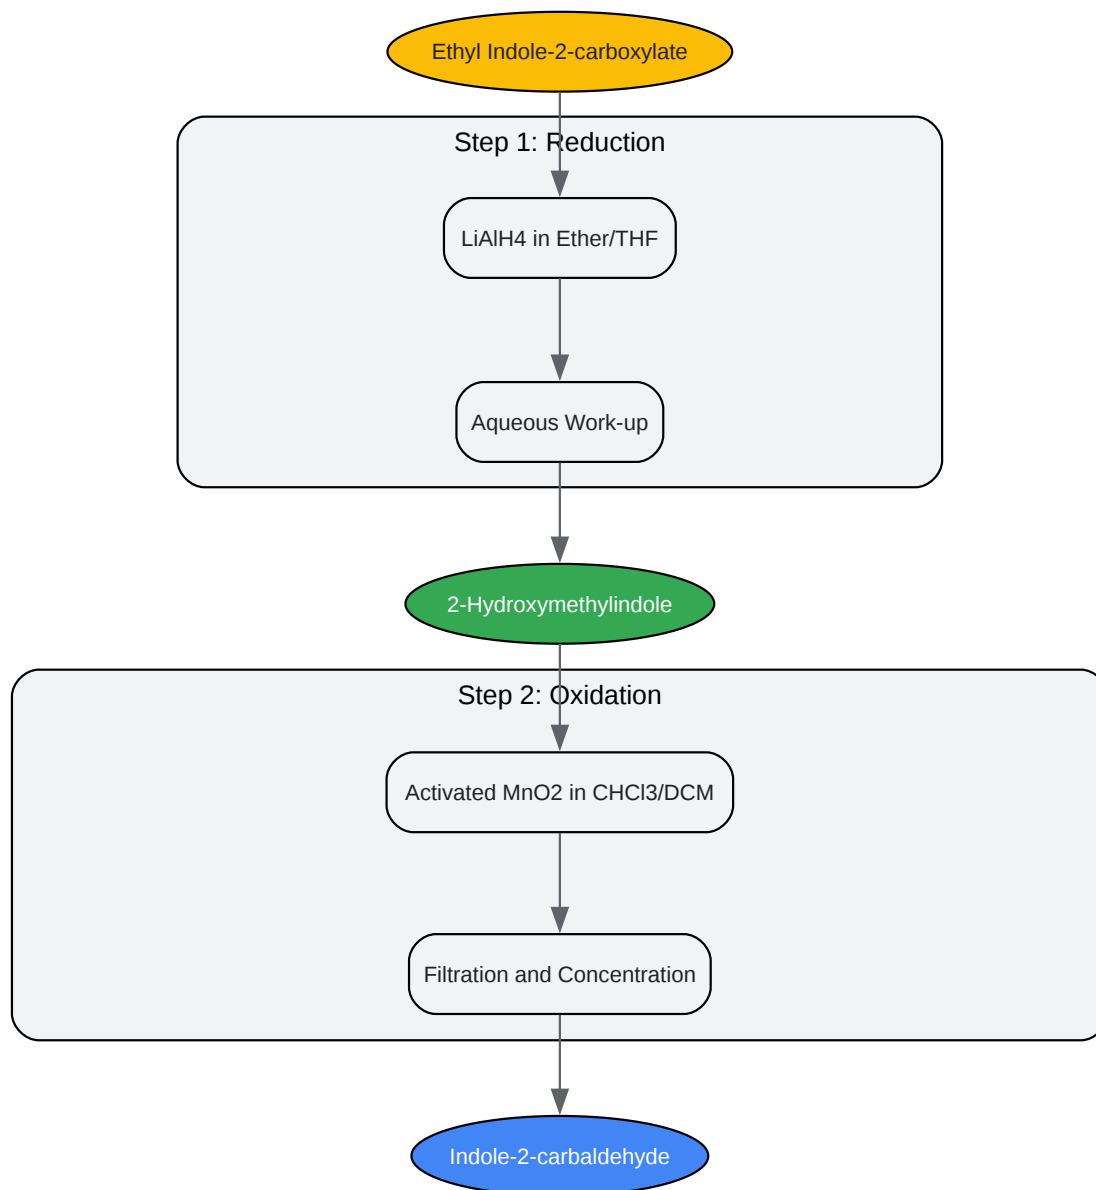 Ethyl Indole-2-carboxylate
Step 1: Reduction
LiAlH4 in Ether/THF
Aqueous Work-up
2-Hydroxymethylindole
Step 2: Oxidation
Activated MnO2 in CHCl3/DCM
Filtration and Concentration
Indole-2-carbaldehyde